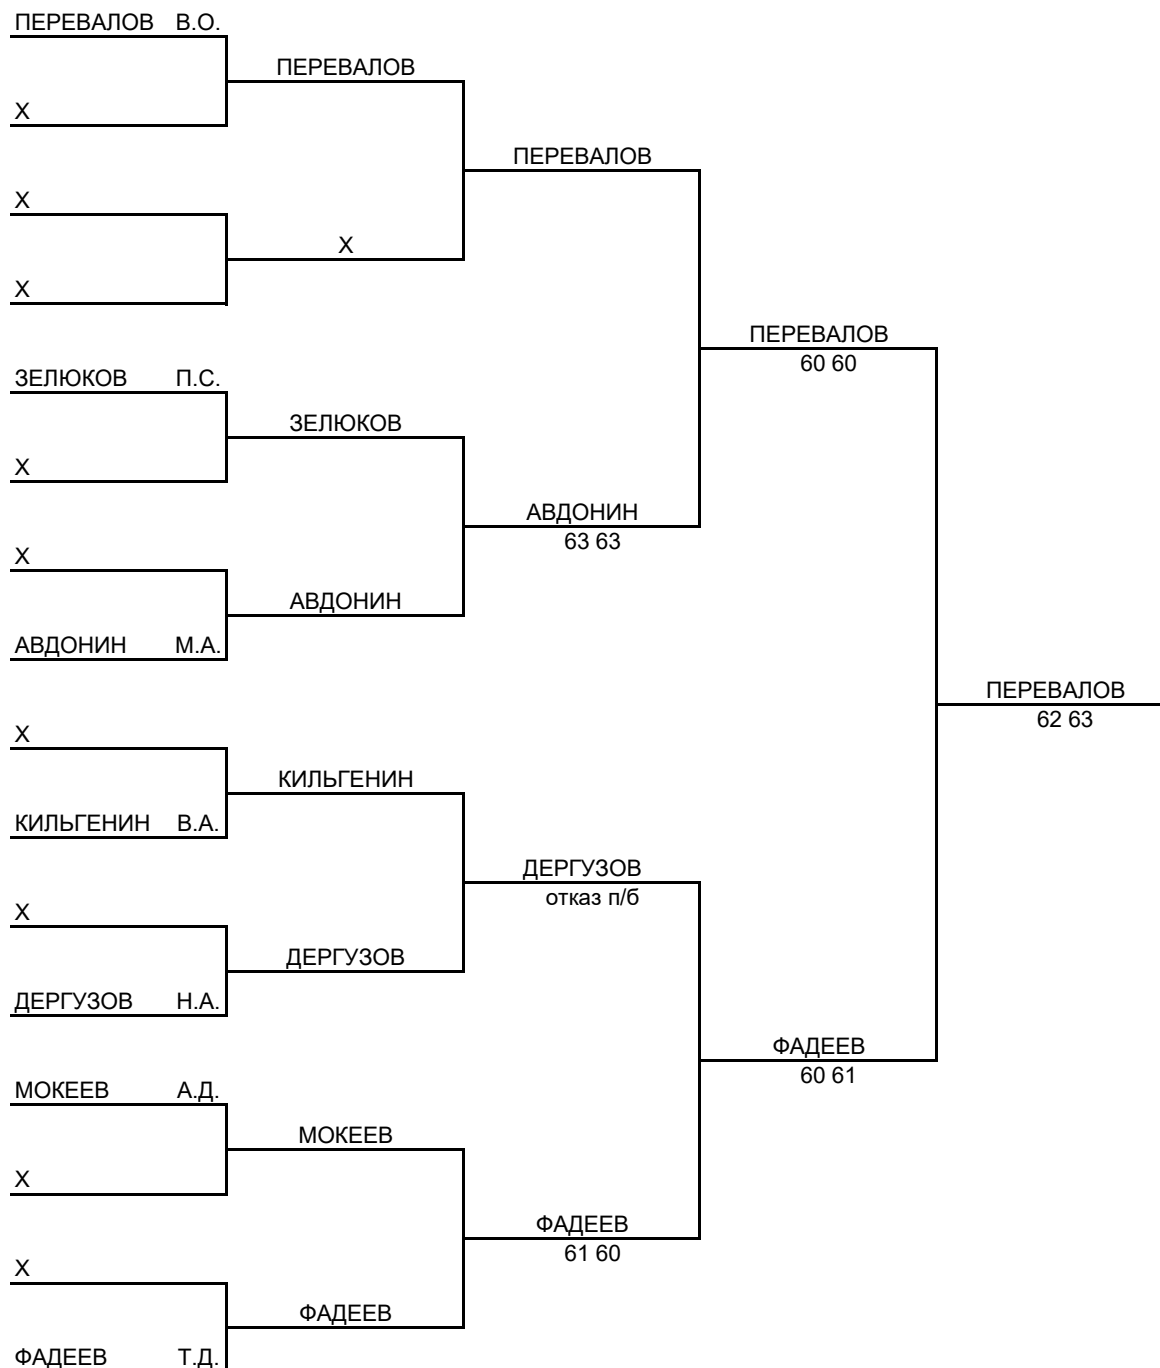 ПЕРЕВАЛОВ В.О.
ПЕРЕВАЛОВ
Х
ПЕРЕВАЛОВ
Х
Х
Х
ПЕРЕВАЛОВ
60 60
ЗЕЛЮКОВ П.С.
ЗЕЛЮКОВ
Х
АВДОНИН
63 63
Х
АВДОНИН
АВДОНИН М.А.
ПЕРЕВАЛОВ
62 63
Х
КИЛЬГЕНИН
КИЛЬГЕНИН В.А.
ДЕРГУЗОВ
отказ п/б
Х
ДЕРГУЗОВ
ДЕРГУЗОВ Н.А.
ФАДЕЕВ
60 61
МОКЕЕВ А.Д.
МОКЕЕВ
Х
ФАДЕЕВ
61 60
Х
ФАДЕЕВ
ФАДЕЕВ Т.Д.